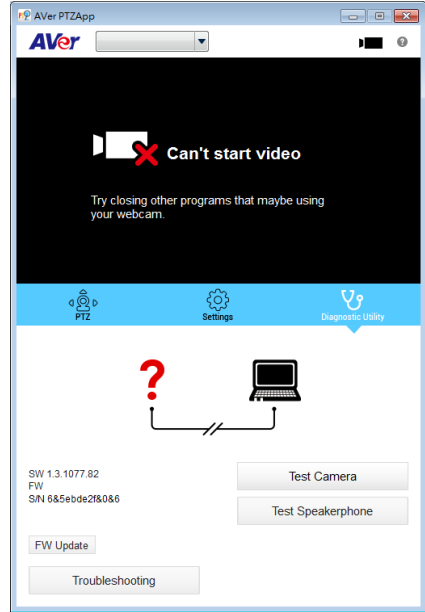 AVer PTZApp
AVer
?
Can't start video
Try closing other programs that maybe using
your webcam.
PTZ
Settings
Diagnostic Utility
?
SW 1.3.1077.82
FW
S/N 6&5ebde2f&0&6
Test Camera
Test Speakerphone
FW Update
Troubleshooting